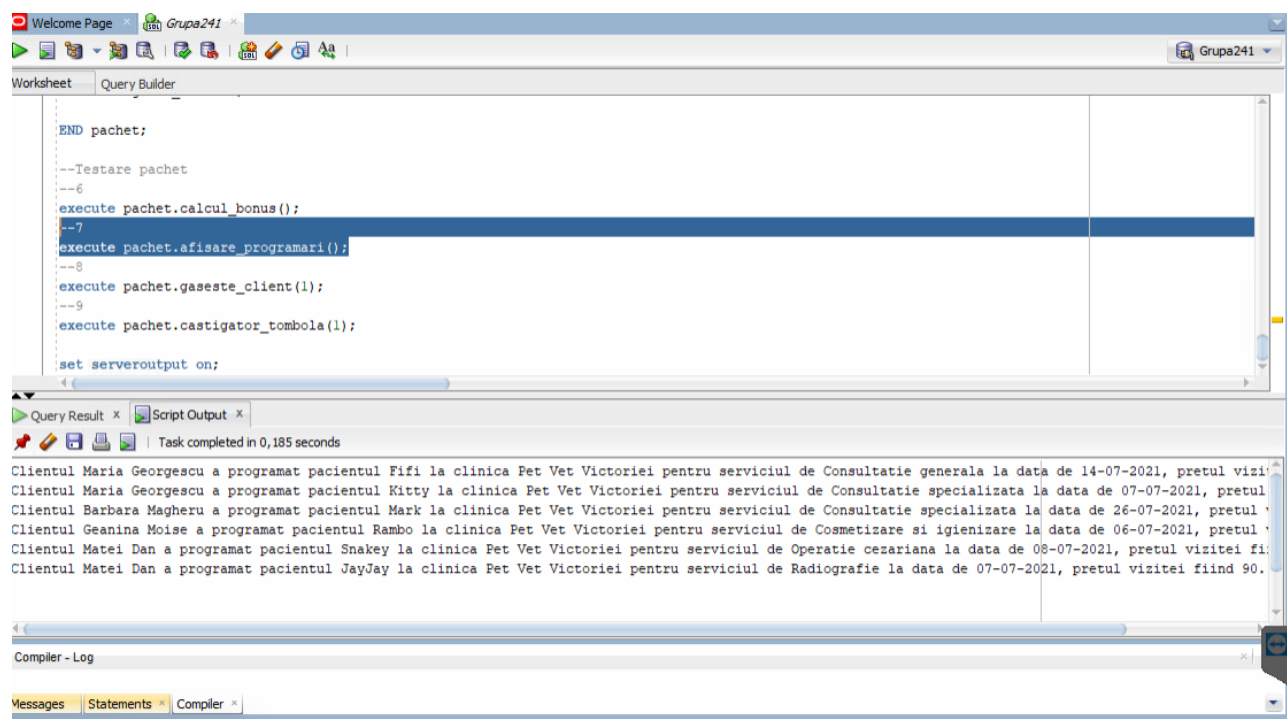 Welcome Page
Grupa241
Grupa241
Worksheet
Query Builder
END pachet;
--Testare pachet
--6
execute pachet.calcul_bonus();
--7
execute pachet.afisare_programari();
--8
execute pachet.gaseste_client(1);
--9
execute pachet.castigator_tombola(1);
set serveroutput on;
Query Result
Script Output
Task completed in 0,185 seconds
Clientul Maria Georgescu a programat pacientul Fifi la clinica Pet Vet Victoriei pentru serviciul de Consultatie generala la data de 14-07-2021, pretul vizi
Clientul Maria Georgescu a programat pacientul Kitty la clinica Pet Vet Victoriei pentru serviciul de Consultatie specializata la data de 07-07-2021, pretul
Clientul Barbara Magheru a programat pacientul Mark la clinica Pet Vet Victoriei pentru serviciul de Consultatie specializata la data de 26-07-2021, pretul
Clientul Geanina Moise a programat pacientul Rambo la clinica Pet Vet Victoriei pentru serviciul de Cosmetizare si igienizare la data de 06-07-2021, pretul
Clientul Matei Dan a programat pacientul Snakey la clinica Pet Vet Victoriei pentru serviciul de Operatie cezariana la data de 08-07-2021, pretul vizitei fi
Clientul Matei Dan a programat pacientul JayJay la clinica Pet Vet Victoriei pentru serviciul de Radiografie la data de 07-07-2021, pretul vizitei fiind 90.
Compiler - Log
Messages
Statements
Compiler